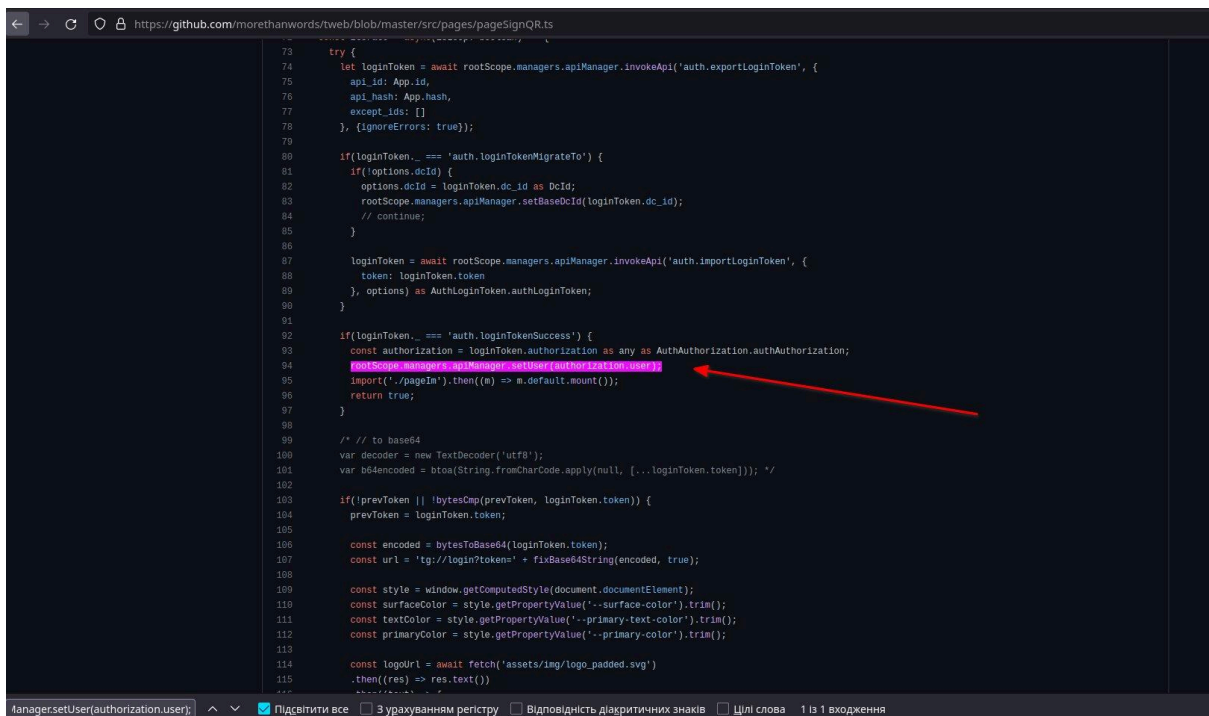 https://github.com/morethanwords/tweb/blob/master/src/pages/pageSignQR.ts
73 try {
74 let loginToken = await rootScope.managers.apiManager.invokeApi('auth.exportLoginToken', {
75 api_id: App.id,
76 api_hash: App.hash,
77 except_ids: []
78 }, {ignoreErrors: true});
79
80 if(loginToken._ === 'auth.loginTokenMigrateTo') {
81 if(!options.dcId) {
82 options.dcId = loginToken.dc_id as DcId;
83 rootScope.managers.apiManager.setBaseDcId(loginToken.dc_id);
84 // continue;
85 }
86
87 loginToken = await rootScope.managers.apiManager.invokeApi('auth.importLoginToken', {
88 token: loginToken.token
89 }, options) as AuthLoginToken.authLoginToken;
90 }
91
92 if(loginToken._ === 'auth.loginTokenSuccess') {
93 const authorization = loginToken.authorization as any as AuthAuthorization.authAuthorization;
94 rootScope.managers.apiManager.setUser(authorization.user);
95 import('./pageIm').then((m) => m.default.mount());
96 return true;
97 }
98
99 /* // to base64
100 var decoder = new TextDecoder('utf8');
101 var b64encoded = btoa(String.fromCharCode.apply(null, [...loginToken.token])); */
102
103 if(!prevToken || !bytesCmp(prevToken, loginToken.token)) {
104 prevToken = loginToken.token;
105
106 const encoded = bytesToBase64(loginToken.token);
107 const url = 'tg://login?token=' + fixBase64String(encoded, true);
108
109 const style = window.getComputedStyle(document.documentElement);
110 const surfaceColor = style.getPropertyValue('--surface-color').trim();
111 const textColor = style.getPropertyValue('--primary-text-color').trim();
112 const primaryColor = style.getPropertyValue('--primary-color').trim();
113
114 const logoUrl = await fetch('assets/img/logo_padded.svg')
115 .then((res) => res.text())
Manager.setUser(authorization.user); Підсвітити все З урахуванням регістру Відповідність діакритичних знаків Цілі слова 1 із 1 входження